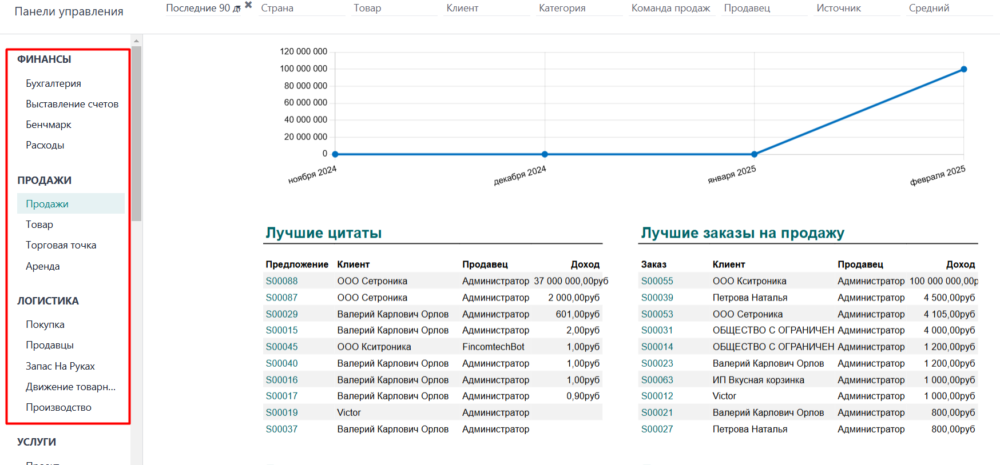 Панели управления
Последние 90 д
Страна
Товар
Клиент
Категория
Команда продаж
Продавец
Источник
Средний
ФИНАНСЫ
Бухгалтерия
Выставление счетов
Бенчмарк
Расходы
ПРОДАЖИ
Продажи
Товар
Торговая точка
Аренда
ЛОГИСТИКА
Покупка
Продавцы
Запас На Руках
Движение товарн...
Производство
УСЛУГИ
120 000 000
100 000 000
80 000 000
60 000 000
40 000 000
20 000 000
0
ноября 2024
декабря 2024
января 2025
февраля 2025
Лучшие цитаты
Предложение Клиент Продавец Доход
S00088 ООО Сетроника Администратор 37 000 000,00руб
S00087 ООО Сетроника Администратор 2 000,00руб
S00029 Валерий Карлович Орлов Администратор 601,00руб
S00015 Валерий Карлович Орлов Администратор 2,00руб
S00045 ООО Кситроника FincomtechBot 1,00руб
S00040 Валерий Карлович Орлов Администратор 1,00руб
S00016 Валерий Карлович Орлов Администратор 1,00руб
S00017 Валерий Карлович Орлов Администратор 0,90руб
S00019 Victor Администратор
S00037 Валерий Карлович Орлов Администратор
Лучшие заказы на продажу
Заказ Клиент Продавец Доход
S00055 ООО Кситроника Администратор 100 000 000,00р
S00039 Петрова Наталья Администратор 4 500,00руб
S00053 ООО Сетроника Администратор 4 105,00руб
S00031 ОБЩЕСТВО С ОГРАНИЧЕН Администратор 4 000,00руб
S00014 ОБЩЕСТВО С ОГРАНИЧЕН Администратор 1 200,00руб
S00023 Валерий Карлович Орлов Администратор 1 200,00руб
S00063 ИП Вкусная корзинка Администратор 1 000,00руб
S00012 Victor Администратор 1 000,00руб
S00021 Валерий Карлович Орлов Администратор 800,00руб
S00027 Петрова Наталья Администратор 800,00руб